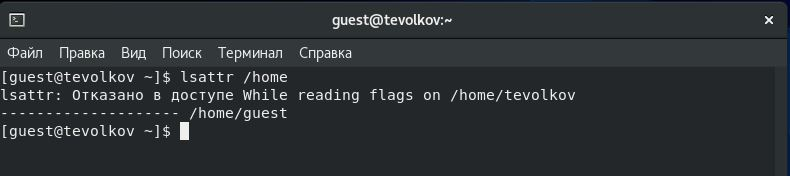 guest@tevolkov:~
Файл Правка Вид Поиск Терминал Справка
[guest@tevolkov ~]$ lsattr /home
lsattr: Отказано в доступе While reading flags on /home/tevolkov
-------------------- /home/guest
[guest@tevolkov ~]$